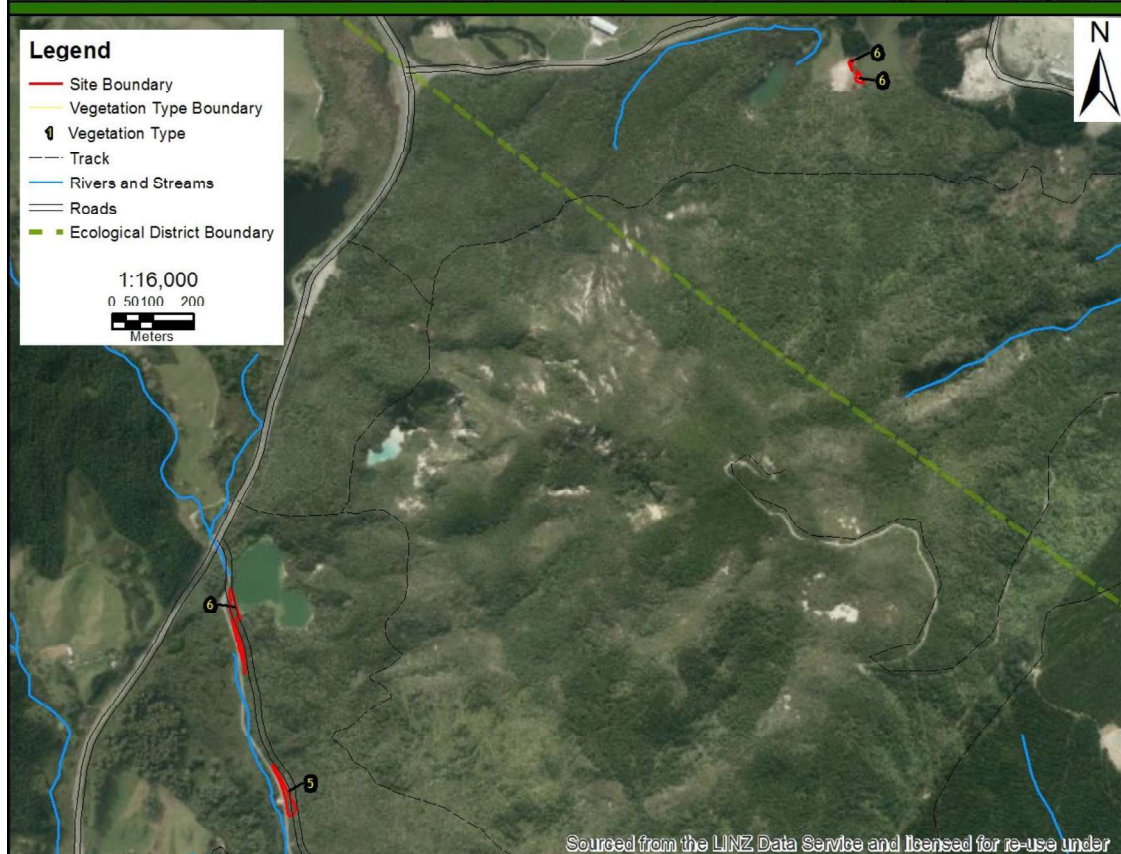 Legend
Site Boundary
Vegetation Type Boundary
1 Vegetation Type
Track
Rivers and Streams
Roads
Ecological District Boundary
1:16,000
0 50100 200
Meters
N
6
6
6
5
Sourced from the LINZ Data Service and licensed for re-use under